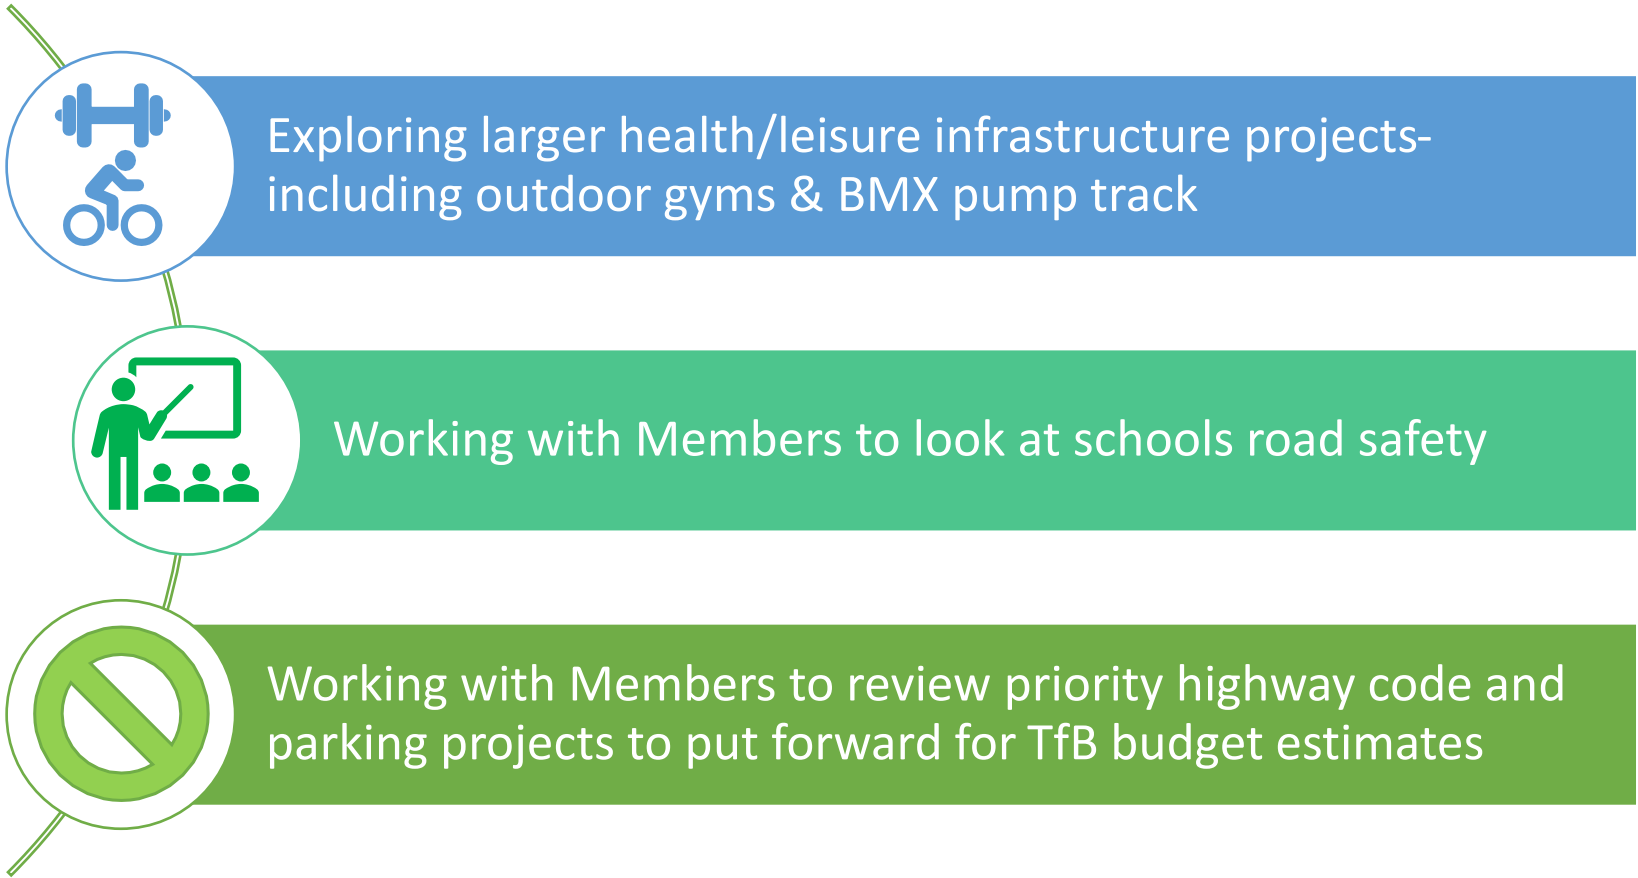 Exploring larger health/leisure infrastructure projects-
including outdoor gyms & BMX pump track
Working with Members to look at schools road safety
Working with Members to review priority highway code and
parking projects to put forward for TfB budget estimates